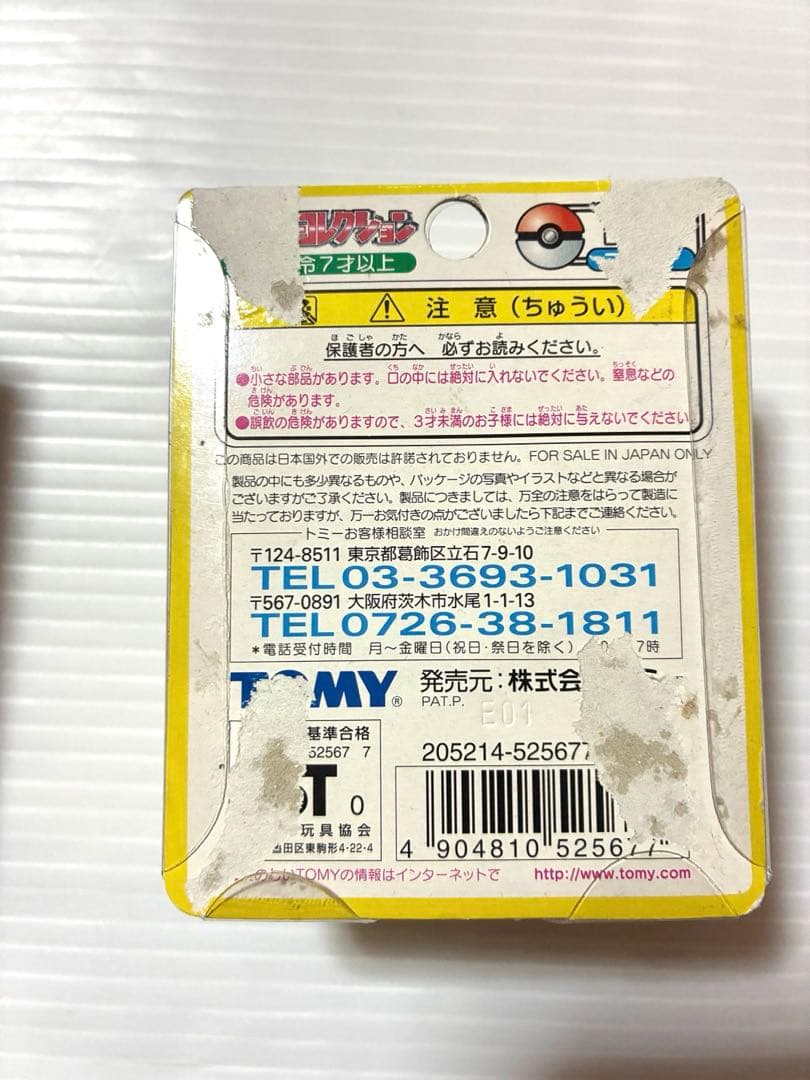 コレクション
令7才以上
注 意 (ちゅうい)
保護者の方へ 必ずお読みください。
●小さな部品があります。口の中には絶対に入れないでください。窒息などの
危険があります。
●誤飲の危険がありますので、3才未満のお子様には絶対に与えないでください
この商品は日本国外での販売は許諾されておりません。FOR SALE IN JAPAN ONLY
製品の中にも多少異なるものや、パッケージの写真やイラストなどと異なる場合が
ございますがご了承ください。製品につきましては、万全の注意をはらって製造に
当たっておりますが、万一お気付きの点がございましたら下記までご連絡ください。
トミーお客様相談室 おかけ間違えのないようご注意ください
〒124-8511 東京都葛飾区立石7-9-10
TEL 03-3693-1031
〒567-0891 大阪府茨木市水尾1-1-13
TEL 0726-38-1811
*電話受付時間 月〜金曜日(祝日・祭日を除く) 7時
TOMY® 発売元:株式会
PAT.P. E01
基準合格
52567 7
205214-525677
ST 0
玩具協会
田区東駒形4-22-4
4 904810 525677
しいTOMYの情報はインターネットで http://www.tomy.com